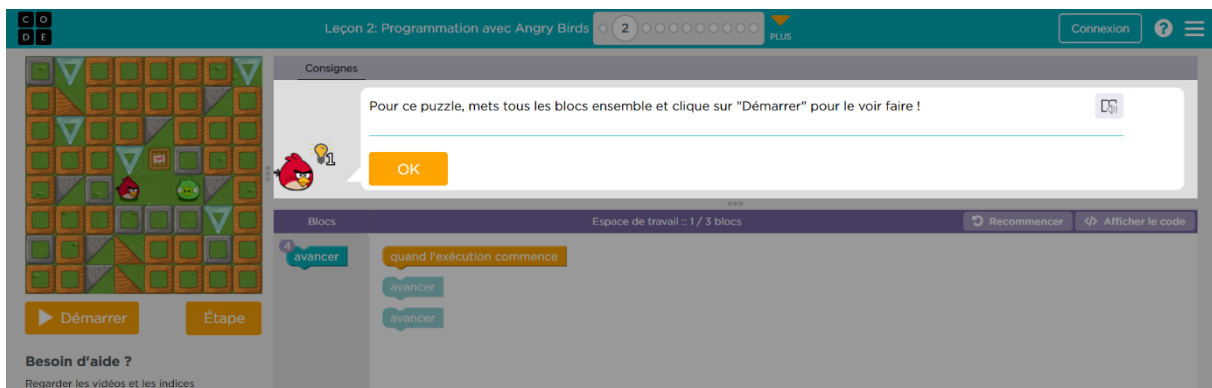 C O
D E
Leçon 2: Programmation avec Angry Birds
2
PLUS
Connexion
?
Consignes
Pour ce puzzle, mets tous les blocs ensemble et clique sur "Démarrer" pour le voir faire !
1
OK
Blocs
Espace de travail :: 1 / 3 blocs
Recommencer
</> Afficher le code
4
avancer
quand l'exécution commence
avancer
avancer
Démarrer
Étape
Besoin d'aide ?
Regarder les vidéos et les indices